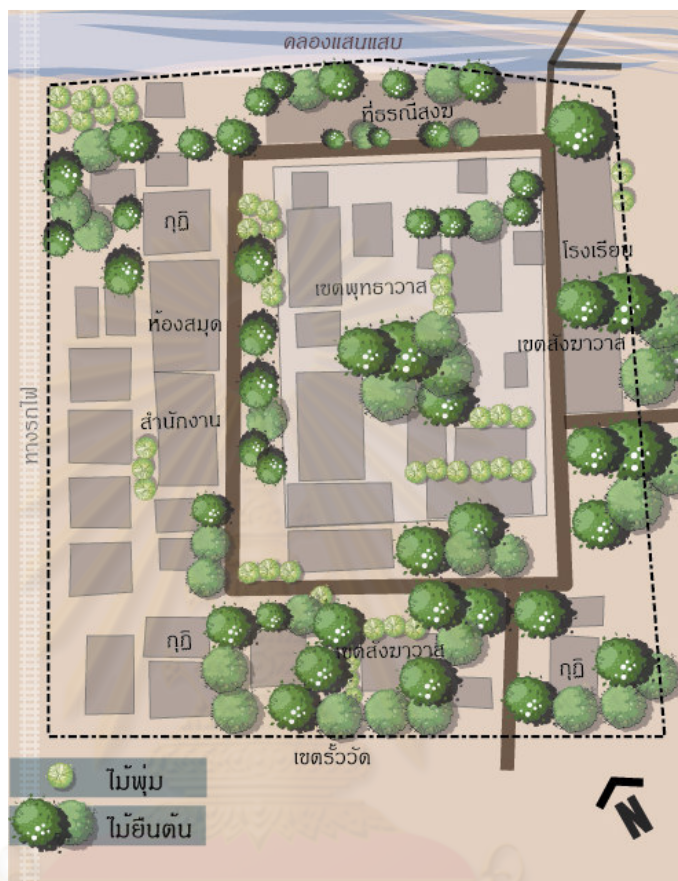 คลองแสนแสบ
ที่ธรณีสงฆ
กุฏิ
โรงเรียน
เขตพุทธาวาส
ห้องสมุด
เขตสังฆาวาส
ทางรถไฟ
สำนักงาน
กุฏิ
เขตสังฆาวาส
กุฏิ
เขตรั้ววัด
ไม้พุ่ม
ไม้ยืนต้น
N